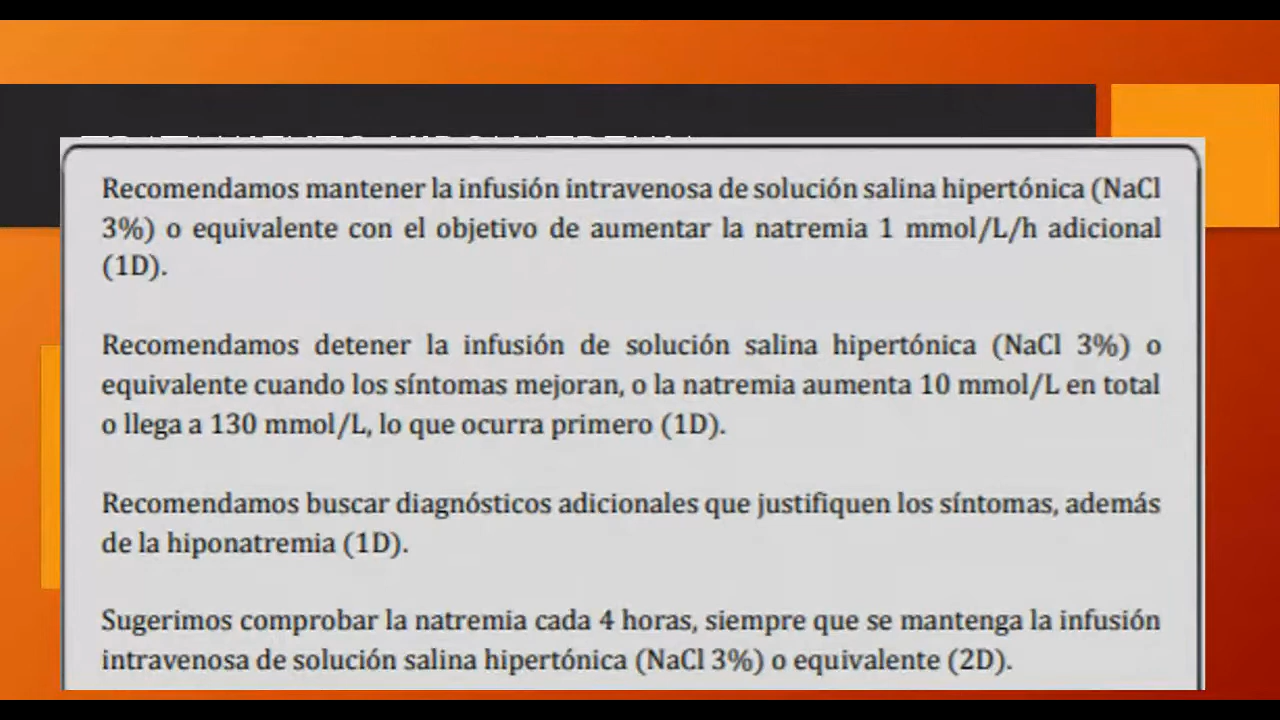 Recomendamos mantener la infusión intravenosa de solución salina hipertónica (NaCl
3%) o equivalente con el objetivo de aumentar la natremia 1 mmol/L/h adicional
(1D).
Recomendamos detener la infusión de solución salina hipertónica (NaCl 3%) o
equivalente cuando los síntomas mejoran, o la natremia aumenta 10 mmol/L en total
o llega a 130 mmol/L, lo que ocurra primero (1D).
Recomendamos buscar diagnósticos adicionales que justifiquen los síntomas, además
de la hiponatremia (1D).
Sugerimos comprobar la natremia cada 4 horas, siempre que se mantenga la infusión
intravenosa de solución salina hipertónica (NaCl 3%) o equivalente (2D).